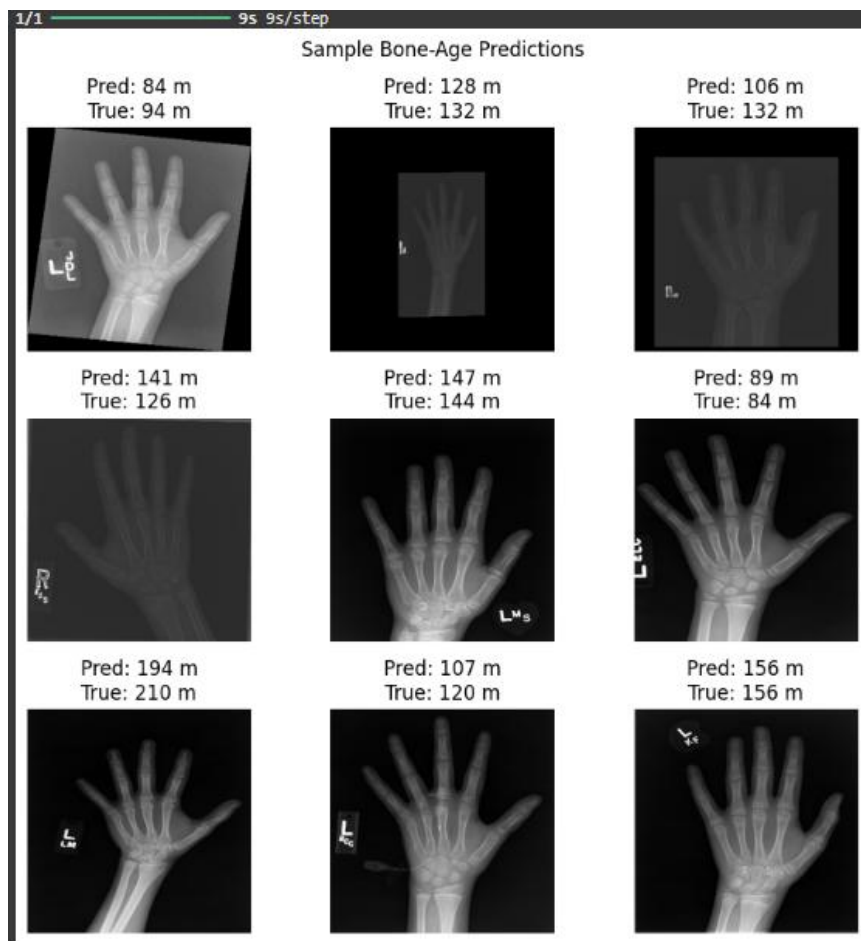 1/1 9s 9s/step
Sample Bone-Age Predictions
Pred: 84 m
True: 94 m
Pred: 128 m
True: 132 m
Pred: 106 m
True: 132 m
L
Pred: 141 m
True: 126 m
Pred: 147 m
True: 144 m
Pred: 89 m
True: 84 m
L M S
L
Pred: 194 m
True: 210 m
Pred: 107 m
True: 120 m
Pred: 156 m
True: 156 m
L
L
L